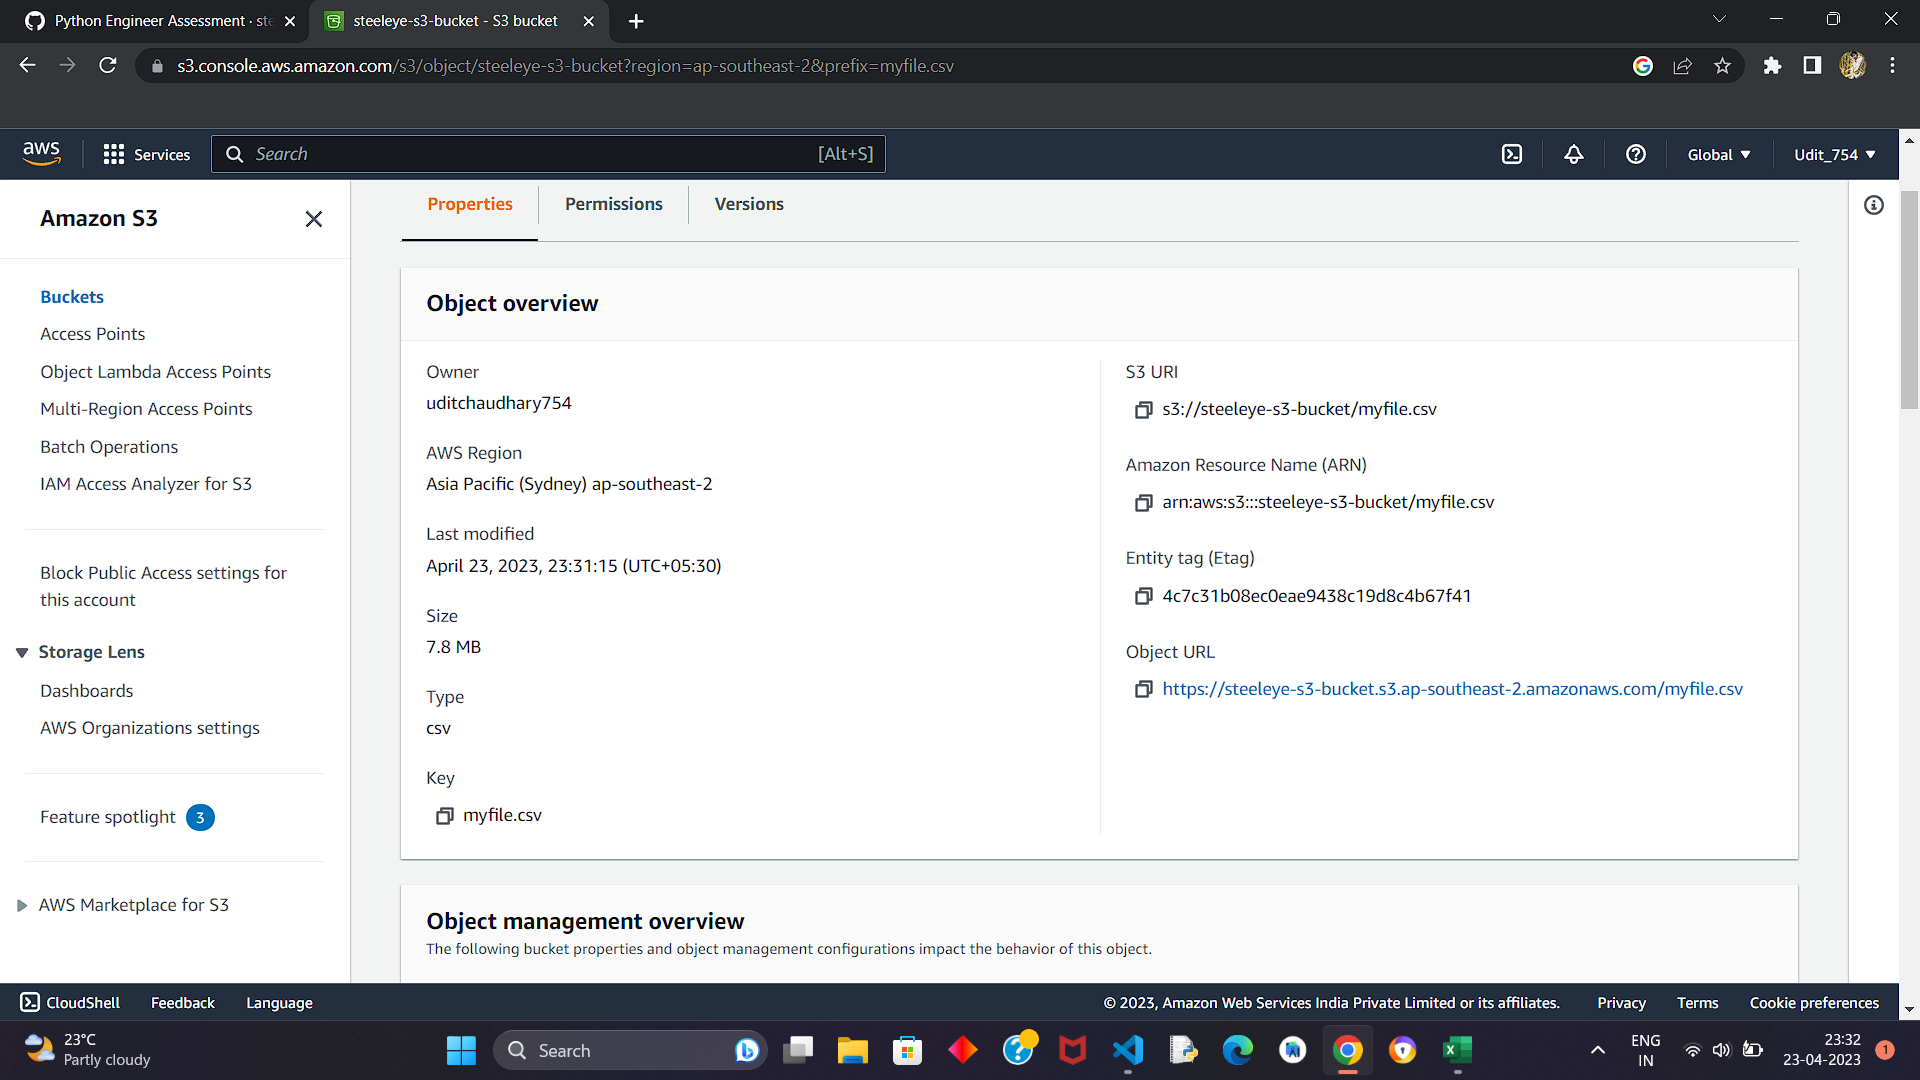 Python Engineer Assessment · ste
steeleye-s3-bucket - S3 bucket
s3.console.aws.amazon.com/s3/object/steeleye-s3-bucket?region=ap-southeast-2&prefix=myfile.csv
aws
Services
Search
[Alt+S]
Global
Udit_754
Amazon S3
Buckets
Access Points
Object Lambda Access Points
Multi-Region Access Points
Batch Operations
IAM Access Analyzer for S3
Block Public Access settings for
this account
Storage Lens
Dashboards
AWS Organizations settings
Feature spotlight 3
AWS Marketplace for S3
Properties
Permissions
Versions
Object overview
Owner
uditchaudhary754
AWS Region
Asia Pacific (Sydney) ap-southeast-2
Last modified
April 23, 2023, 23:31:15 (UTC+05:30)
Size
7.8 MB
Type
csv
Key
myfile.csv
S3 URI
s3://steeleye-s3-bucket/myfile.csv
Amazon Resource Name (ARN)
arn:aws:s3:::steeleye-s3-bucket/myfile.csv
Entity tag (Etag)
4c7c31b08ec0eae9438c19d8c4b67f41
Object URL
https://steeleye-s3-bucket.s3.ap-southeast-2.amazonaws.com/myfile.csv
Object management overview
The following bucket properties and object management configurations impact the behavior of this object.
CloudShell
Feedback
Language
© 2023, Amazon Web Services India Private Limited or its affiliates.
Privacy
Terms
Cookie preferences
23°C
Partly cloudy
Search
ENG
IN
23:32
23-04-2023
1